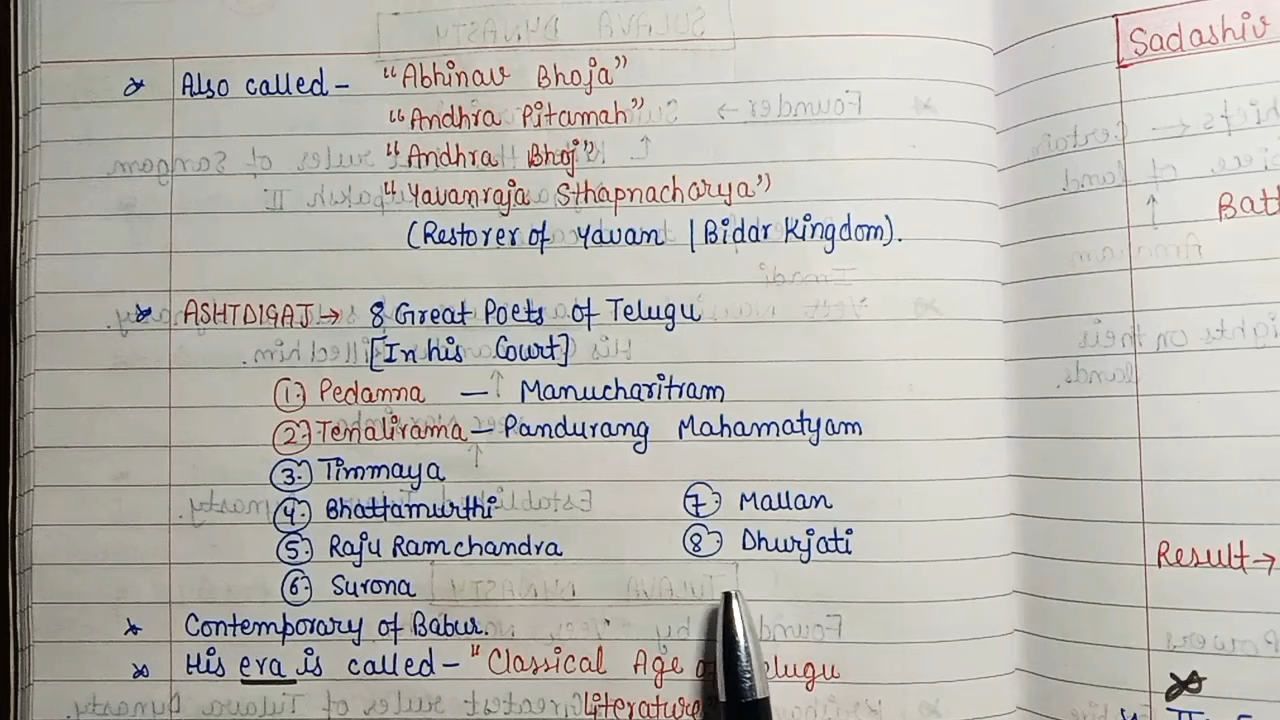 Also called - "Abhinav Bhoja"
"Andhra Pitamah"
"Andhra Bhoj"
"Yavanraja Sthapnacharya"
(Restorer of Yavan | Bidar Kingdom).
ASHTDIGAJ → 8 Great Poets of Telugu
[In his Court]
① Pedanna - Manucharitram
② Tenalirama - Pandurang Mahamatyam
③ Timmaya
④ Bhattamurthi
⑤ Raju Ramchandra
⑥ Surona
⑦ Mallan
⑧ Dhurjati
Contemporary of Babur.
His era is called - "Classical Age of Telugu
literature
Sadashiv
Batt
Result →